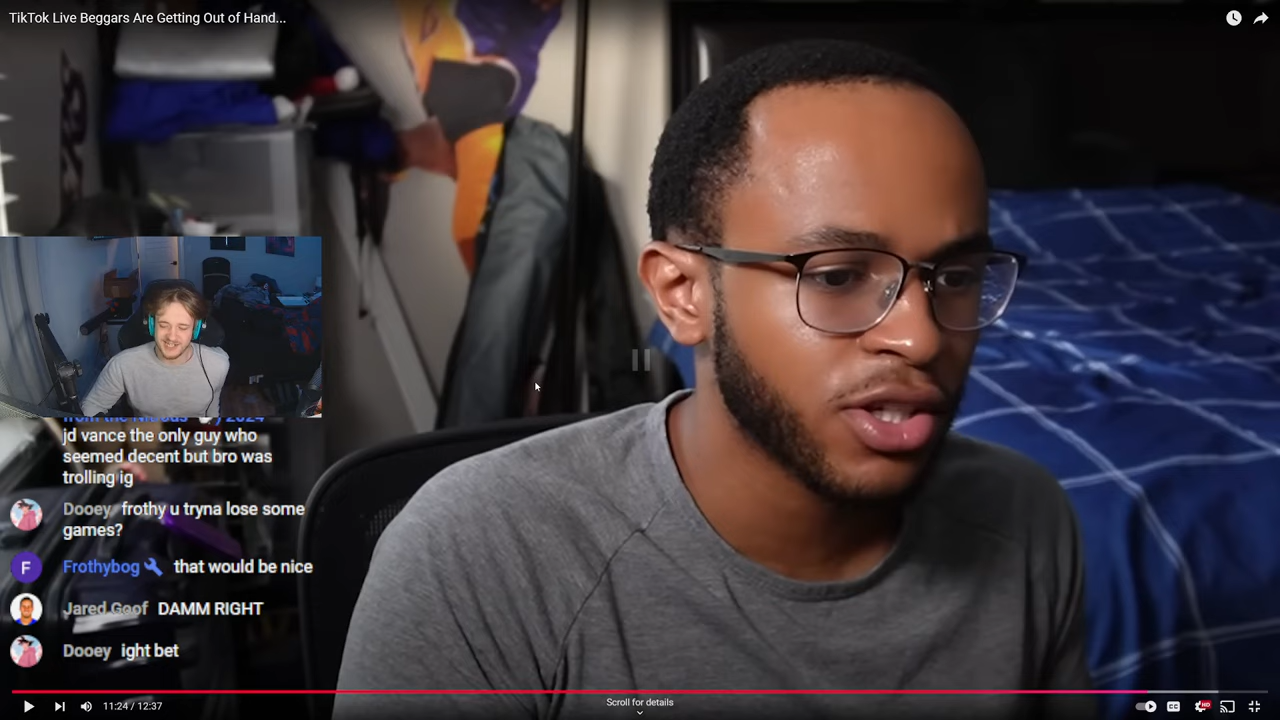 TikTok Live Beggars Are Getting Out of Hand...
jd vance the only guy who
seemed decent but bro was
trolling ig
Dooey frothy u tryna lose some
games?
F Frothybog that would be nice
Jared Goof DAMM RIGHT
Dooey ight bet
11:24 / 12:37
Scroll for details
CC
HD